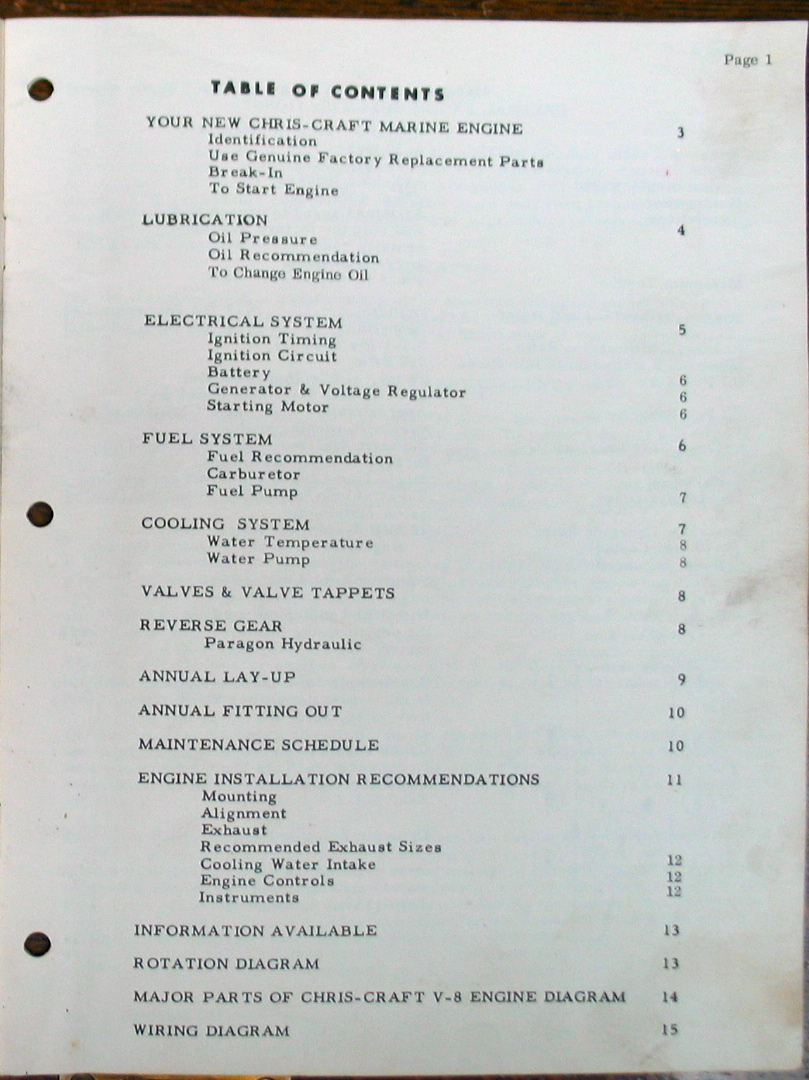 Page 1
TABLE OF CONTENTS
YOUR NEW CHRIS-CRAFT MARINE ENGINE 3
Identification
Use Genuine Factory Replacement Parts
Break-In
To Start Engine
LUBRICATION 4
Oil Pressure
Oil Recommendation
To Change Engine Oil
ELECTRICAL SYSTEM 5
Ignition Timing
Ignition Circuit
Battery 6
Generator & Voltage Regulator 6
Starting Motor 6
FUEL SYSTEM 6
Fuel Recommendation
Carburetor
Fuel Pump 7
COOLING SYSTEM 7
Water Temperature 8
Water Pump 8
VALVES & VALVE TAPPETS 8
REVERSE GEAR 8
Paragon Hydraulic
ANNUAL LAY-UP 9
ANNUAL FITTING OUT 10
MAINTENANCE SCHEDULE 10
ENGINE INSTALLATION RECOMMENDATIONS 11
Mounting
Alignment
Exhaust
Recommended Exhaust Sizes
Cooling Water Intake 12
Engine Controls 12
Instruments 12
INFORMATION AVAILABLE 13
ROTATION DIAGRAM 13
MAJOR PARTS OF CHRIS-CRAFT V-8 ENGINE DIAGRAM 14
WIRING DIAGRAM 15